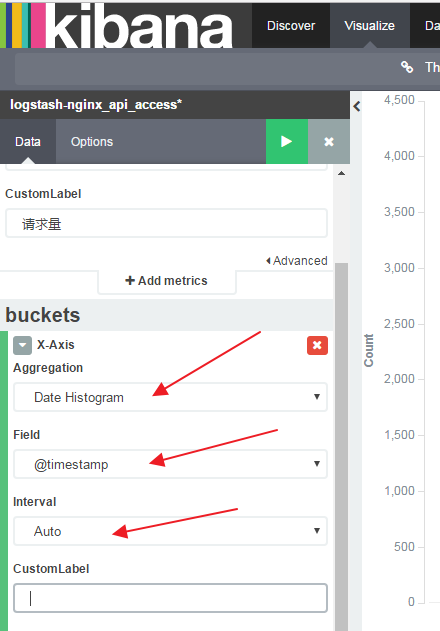 kibana
Discover Visualize Da
Th
logstash-nginx_api_access*
Data Options
CustomLabel
请求量
Advanced
Add metrics
buckets
X-Axis
Aggregation
Date Histogram
Field
@timestamp
Interval
Auto
CustomLabel
4,500
4,000
3,500
3,000
2,500
2,000
1,500
1,000
500
0
Count